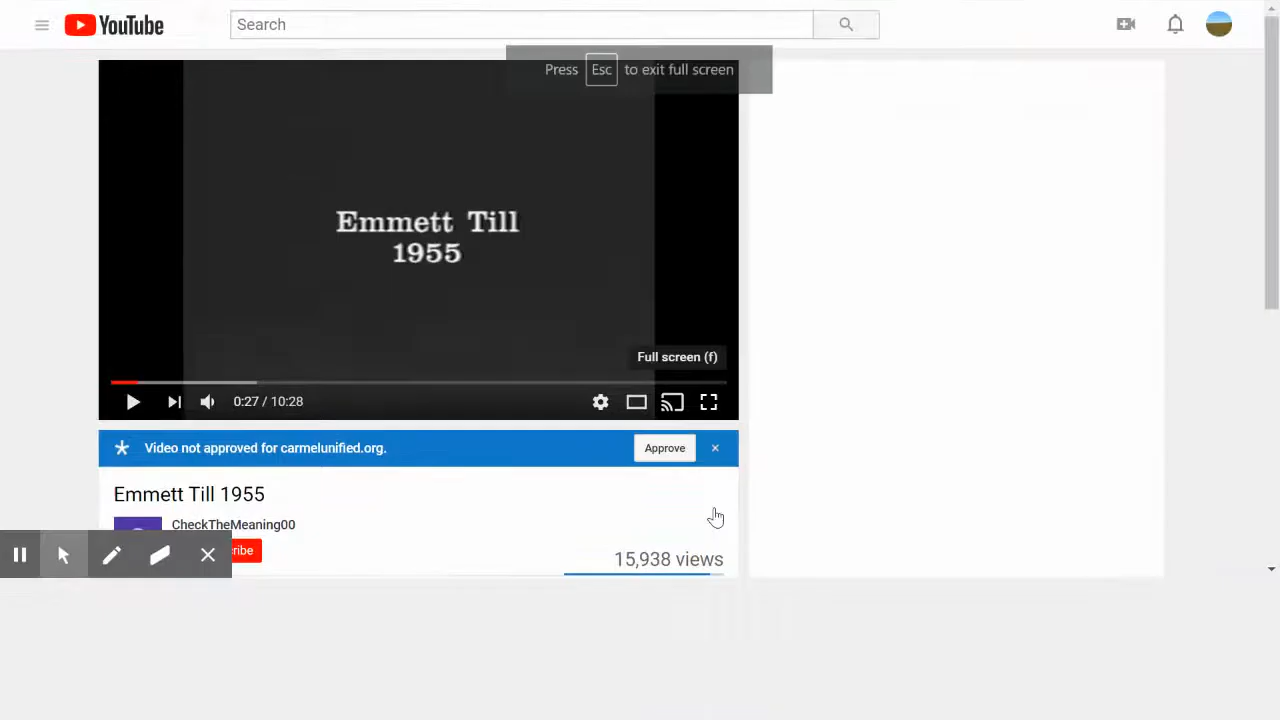 YouTube
Search
Press Esc to exit full screen
Emmett Till
1955
Full screen (f)
0:27 / 10:28
Video not approved for carmelunified.org.
Approve
Emmett Till 1955
CheckTheMeaning00
ribe
15,938 views